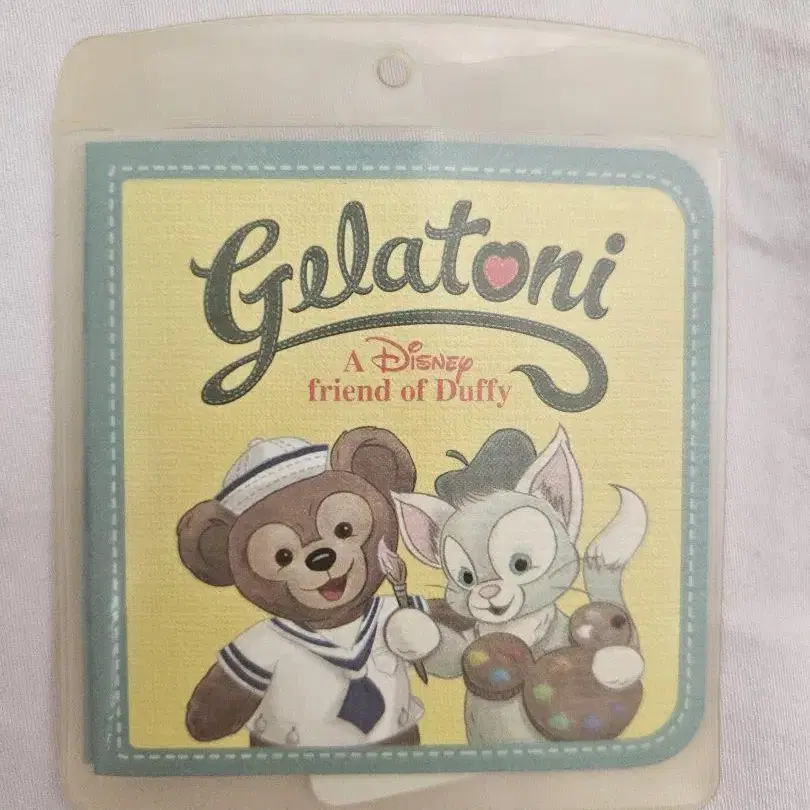 Gelatoni
A Disney
friend of Duffy